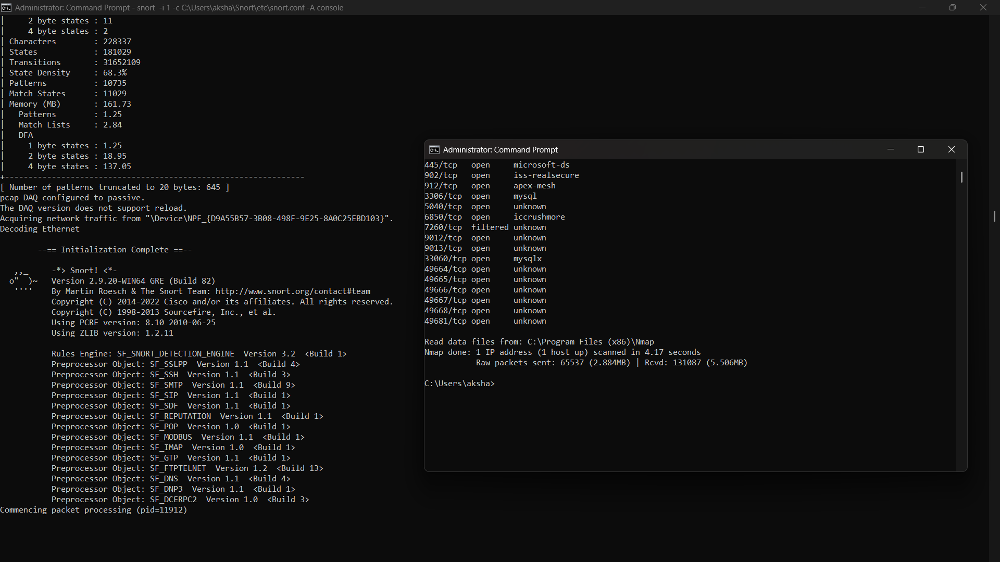 Administrator: Command Prompt - snort  -i 1 -c C:\Users\aksha\Snort\etc\snort.conf -A console
|     2 byte states : 11
|     4 byte states : 2
| Characters        : 228337
| States            : 181029
| Transitions       : 31652109
| State Density     : 68.3%
| Patterns          : 10735
| Match States      : 11029
| Memory (MB)       : 161.73
|   Patterns        : 1.25
|   Match Lists     : 2.84
|   DFA
|     1 byte states : 1.25
|     2 byte states : 18.95
|     4 byte states : 137.05
+----------------------------------------------------------------
[ Number of patterns truncated to 20 bytes: 645 ]
pcap DAQ configured to passive.
The DAQ version does not support reload.
Acquiring network traffic from "\Device\NPF_{D9A55B57-3B08-498F-9E25-8A0C25EBD103}".
Decoding Ethernet
        --== Initialization Complete ==--
   ,,_     -*> Snort! <*-
  o"  )~   Version 2.9.20-WIN64 GRE (Build 82)
   ''''    By Martin Roesch & The Snort Team: http://www.snort.org/contact#team
           Copyright (C) 2014-2022 Cisco and/or its affiliates. All rights reserved.
           Copyright (C) 1998-2013 Sourcefire, Inc., et al.
           Using PCRE version: 8.10 2010-06-25
           Using ZLIB version: 1.2.11
           Rules Engine: SF_SNORT_DETECTION_ENGINE  Version 3.2  <Build 1>
           Preprocessor Object: SF_SSLPP  Version 1.1  <Build 4>
           Preprocessor Object: SF_SSH  Version 1.1  <Build 3>
           Preprocessor Object: SF_SMTP  Version 1.1  <Build 9>
           Preprocessor Object: SF_SIP  Version 1.1  <Build 1>
           Preprocessor Object: SF_SDF  Version 1.1  <Build 1>
           Preprocessor Object: SF_REPUTATION  Version 1.1  <Build 1>
           Preprocessor Object: SF_POP  Version 1.0  <Build 1>
           Preprocessor Object: SF_MODBUS  Version 1.1  <Build 1>
           Preprocessor Object: SF_IMAP  Version 1.0  <Build 1>
           Preprocessor Object: SF_GTP  Version 1.1  <Build 1>
           Preprocessor Object: SF_FTPTELNET  Version 1.2  <Build 13>
           Preprocessor Object: SF_DNS  Version 1.1  <Build 4>
           Preprocessor Object: SF_DNP3  Version 1.1  <Build 1>
           Preprocessor Object: SF_DCERPC2  Version 1.0  <Build 3>
Commencing packet processing (pid=11912)
Administrator: Command Prompt
445/tcp   open     microsoft-ds
902/tcp   open     iss-realsecure
912/tcp   open     apex-mesh
3306/tcp  open     mysql
5040/tcp  open     unknown
6850/tcp  open     iccrushmore
7260/tcp  filtered unknown
9012/tcp  open     unknown
9013/tcp  open     unknown
33060/tcp open     mysqlx
49664/tcp open     unknown
49665/tcp open     unknown
49666/tcp open     unknown
49667/tcp open     unknown
49668/tcp open     unknown
49681/tcp open     unknown
Read data files from: C:\Program Files (x86)\Nmap
Nmap done: 1 IP address (1 host up) scanned in 4.17 seconds
           Raw packets sent: 65537 (2.884MB) | Rcvd: 131087 (5.506MB)
C:\Users\aksha>